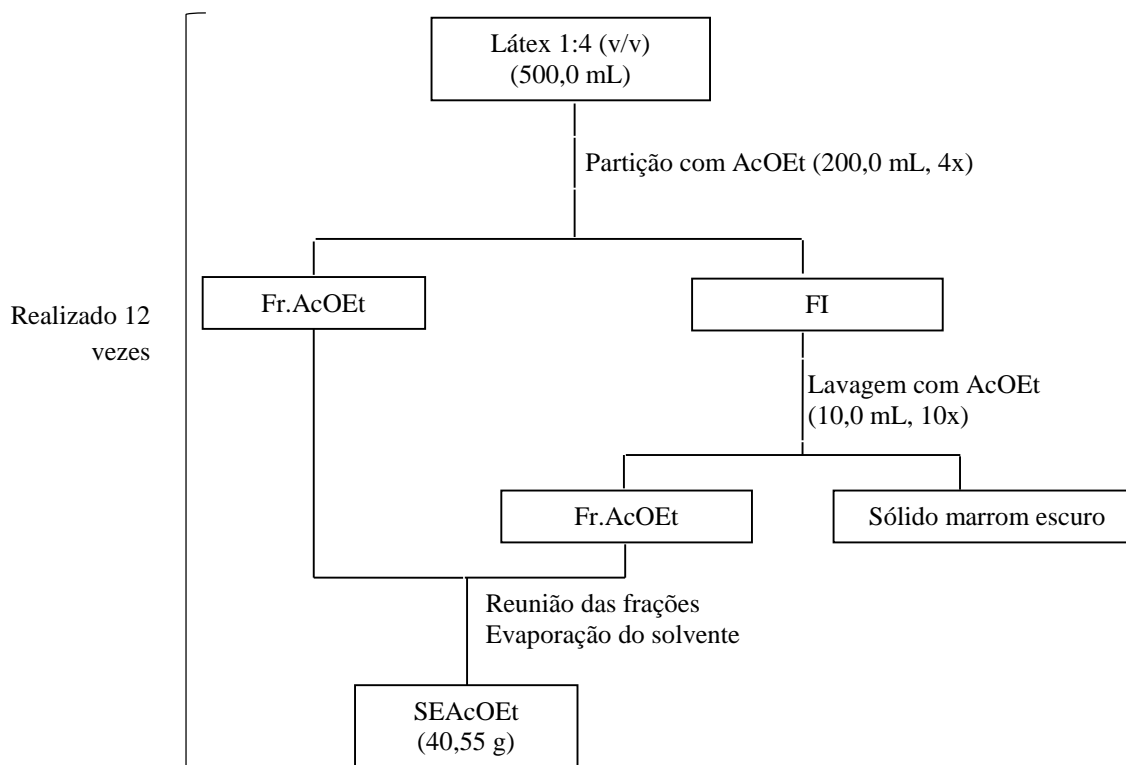 Látex 1:4 (v/v)
(500,0 mL)
Partição com AcOEt (200,0 mL, 4x)
Fr.AcOEt
FI
Realizado 12
vezes
Lavagem com AcOEt
(10,0 mL, 10x)
Fr.AcOEt
Sólido marrom escuro
Reunião das frações
Evaporação do solvente
SEAcOEt
(40,55 g)